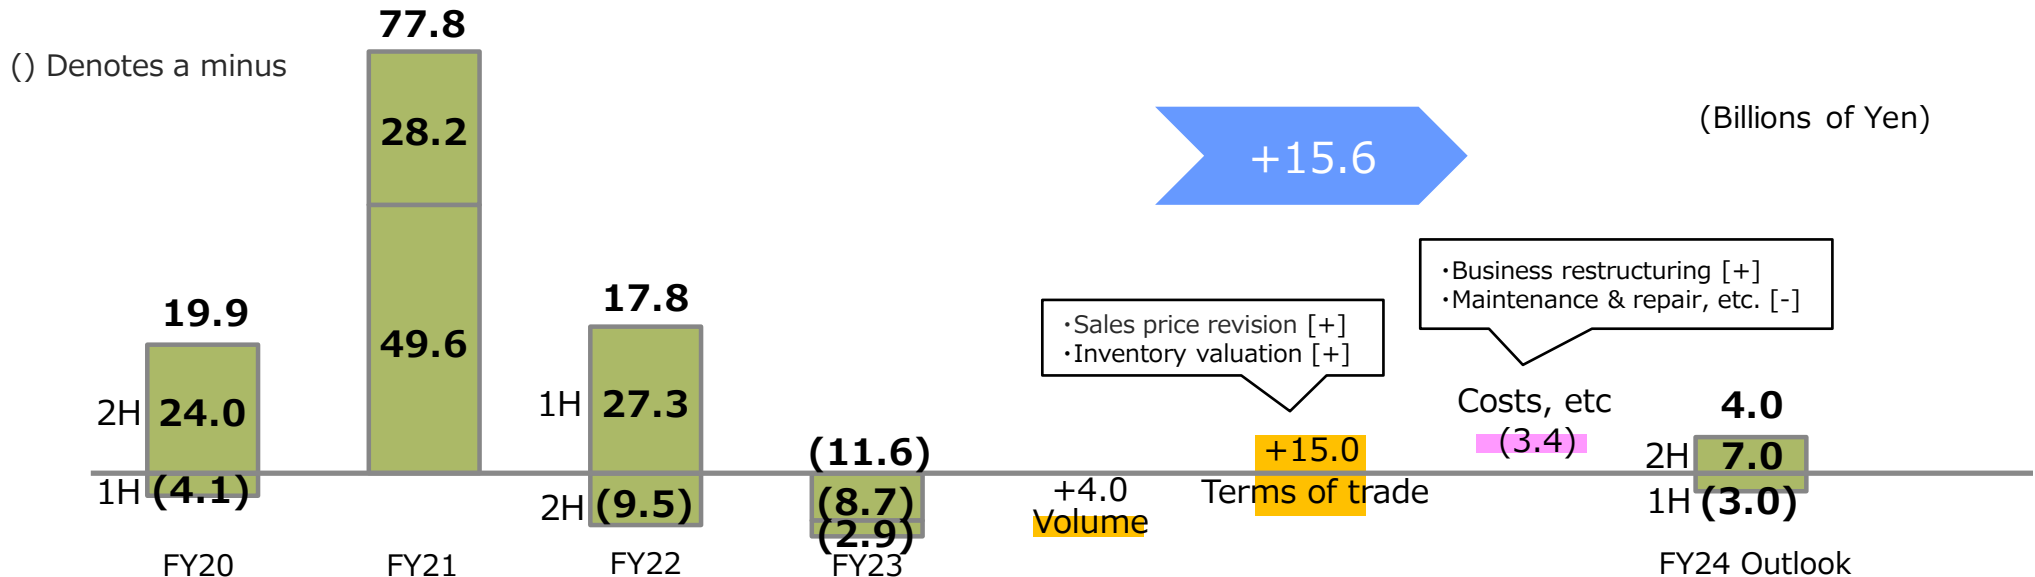 () Denotes a minus
(Billions of Yen)
+15.6
19.9
2H 24.0
1H (4.1)
FY20
77.8
28.2
49.6
FY21
17.8
1H 27.3
2H (9.5)
FY22
(11.6)
(8.7)
(2.9)
FY23
+4.0
Volume
・Sales price revision [+]
・Inventory valuation [+]
+15.0
Terms of trade
・Business restructuring [+]
・Maintenance & repair, etc. [-]
Costs, etc
(3.4)
4.0
2H 7.0
1H (3.0)
FY24 Outlook